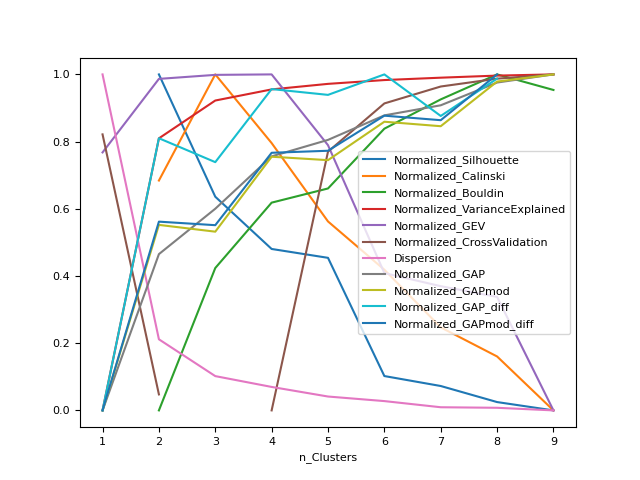 1.0
0.8
0.6
0.4
0.2
0.0
Normalized_Silhouette
Normalized_Calinski
Normalized_Bouldin
Normalized_VarianceExplained
Normalized_GEV
Normalized_CrossValidation
Dispersion
Normalized_GAP
Normalized_GAPmod
Normalized_GAP_diff
Normalized_GAPmod_diff
1 2 3 4 5 6 7 8 9
n_Clusters